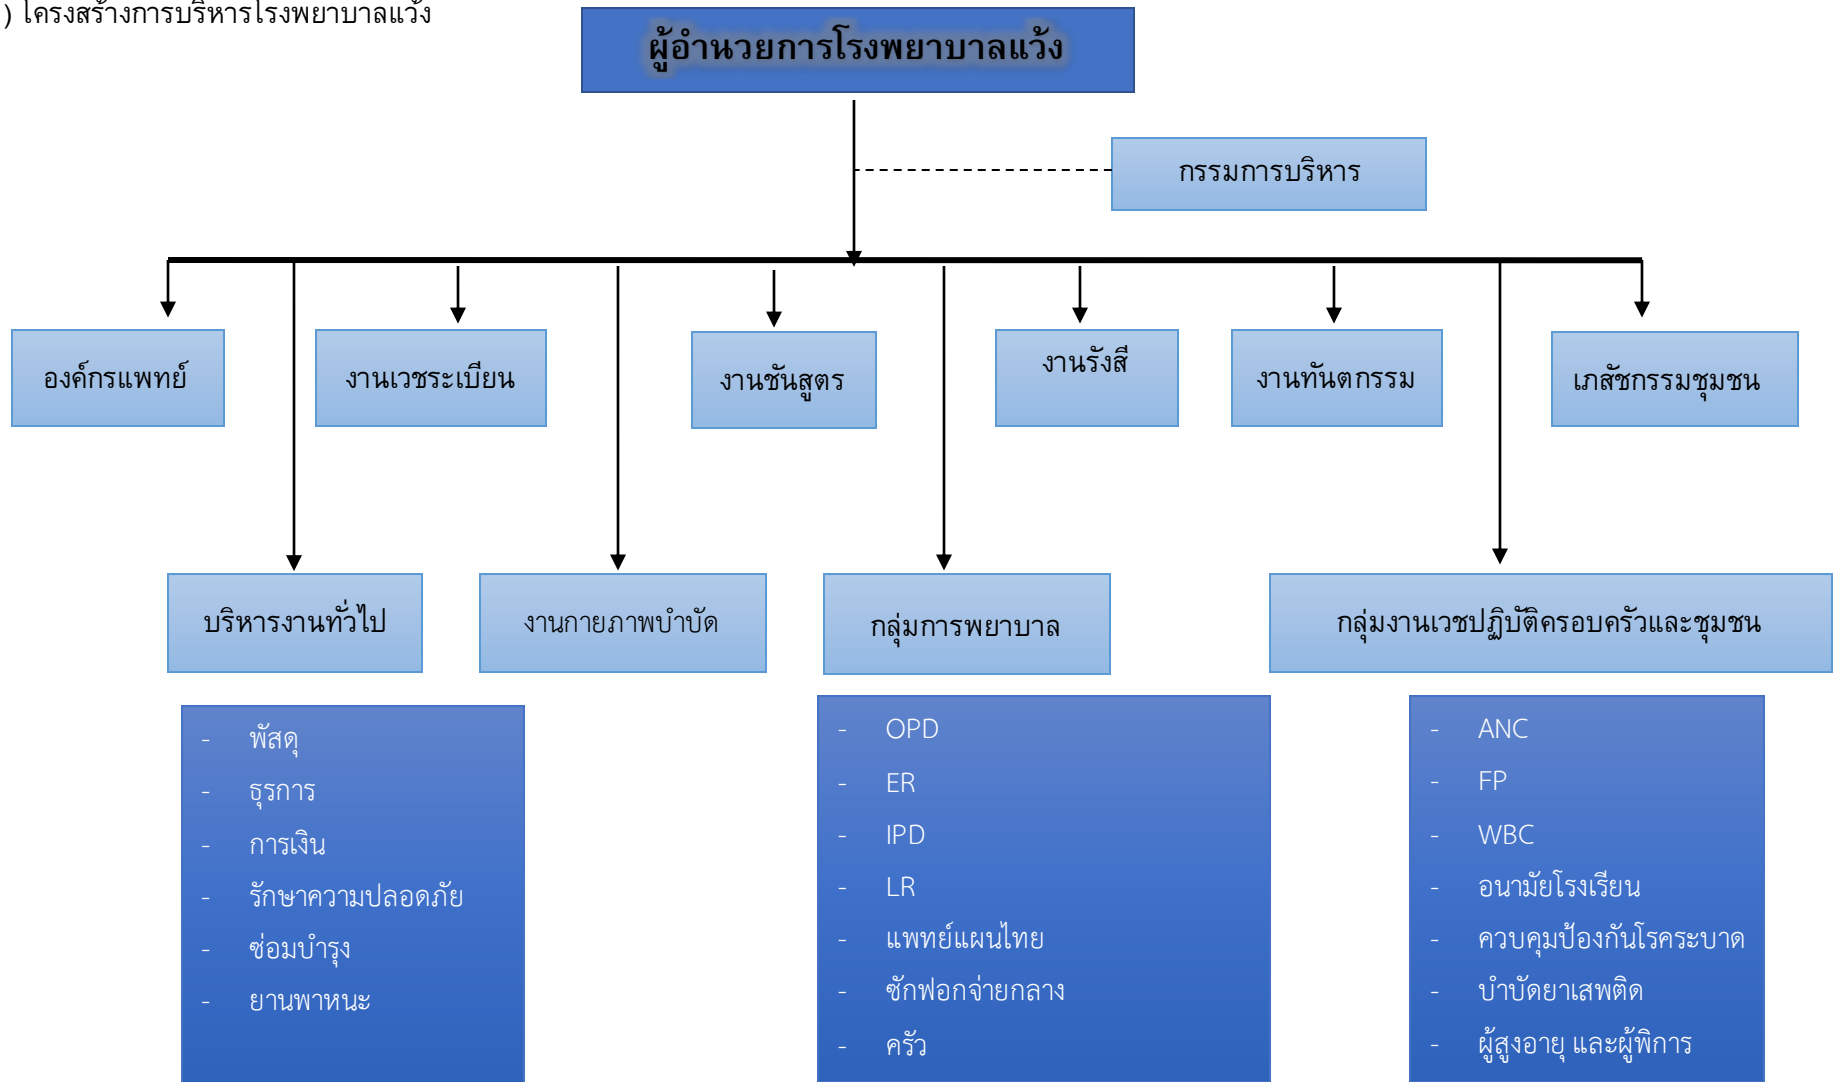 ) โครงสร้างการบริหารโรงพยาบาลแว้ง
ผู้อำนวยการโรงพยาบาลแว้ง
กรรมการบริหาร
องค์กรแพทย์
งานเวชระเบียน
งานชันสูตร
งานรังสี
งานทันตกรรม
เภสัชกรรมชุมชน
บริหารงานทั่วไป
งานกายภาพบำบัด
กลุ่มการพยาบาล
กลุ่มงานเวชปฏิบัติครอบครัวและชุมชน
- พัสดุ
- ธุรการ
- การเงิน
- รักษาความปลอดภัย
- ซ่อมบำรุง
- ยานพาหนะ
- OPD
- ER
- IPD
- LR
- แพทย์แผนไทย
- ซักฟอกจ่ายกลาง
- ครัว
- ANC
- FP
- WBC
- อนามัยโรงเรียน
- ควบคุมป้องกันโรคระบาด
- บำบัดยาเสพติด
- ผู้สูงอายุ และผู้พิการ